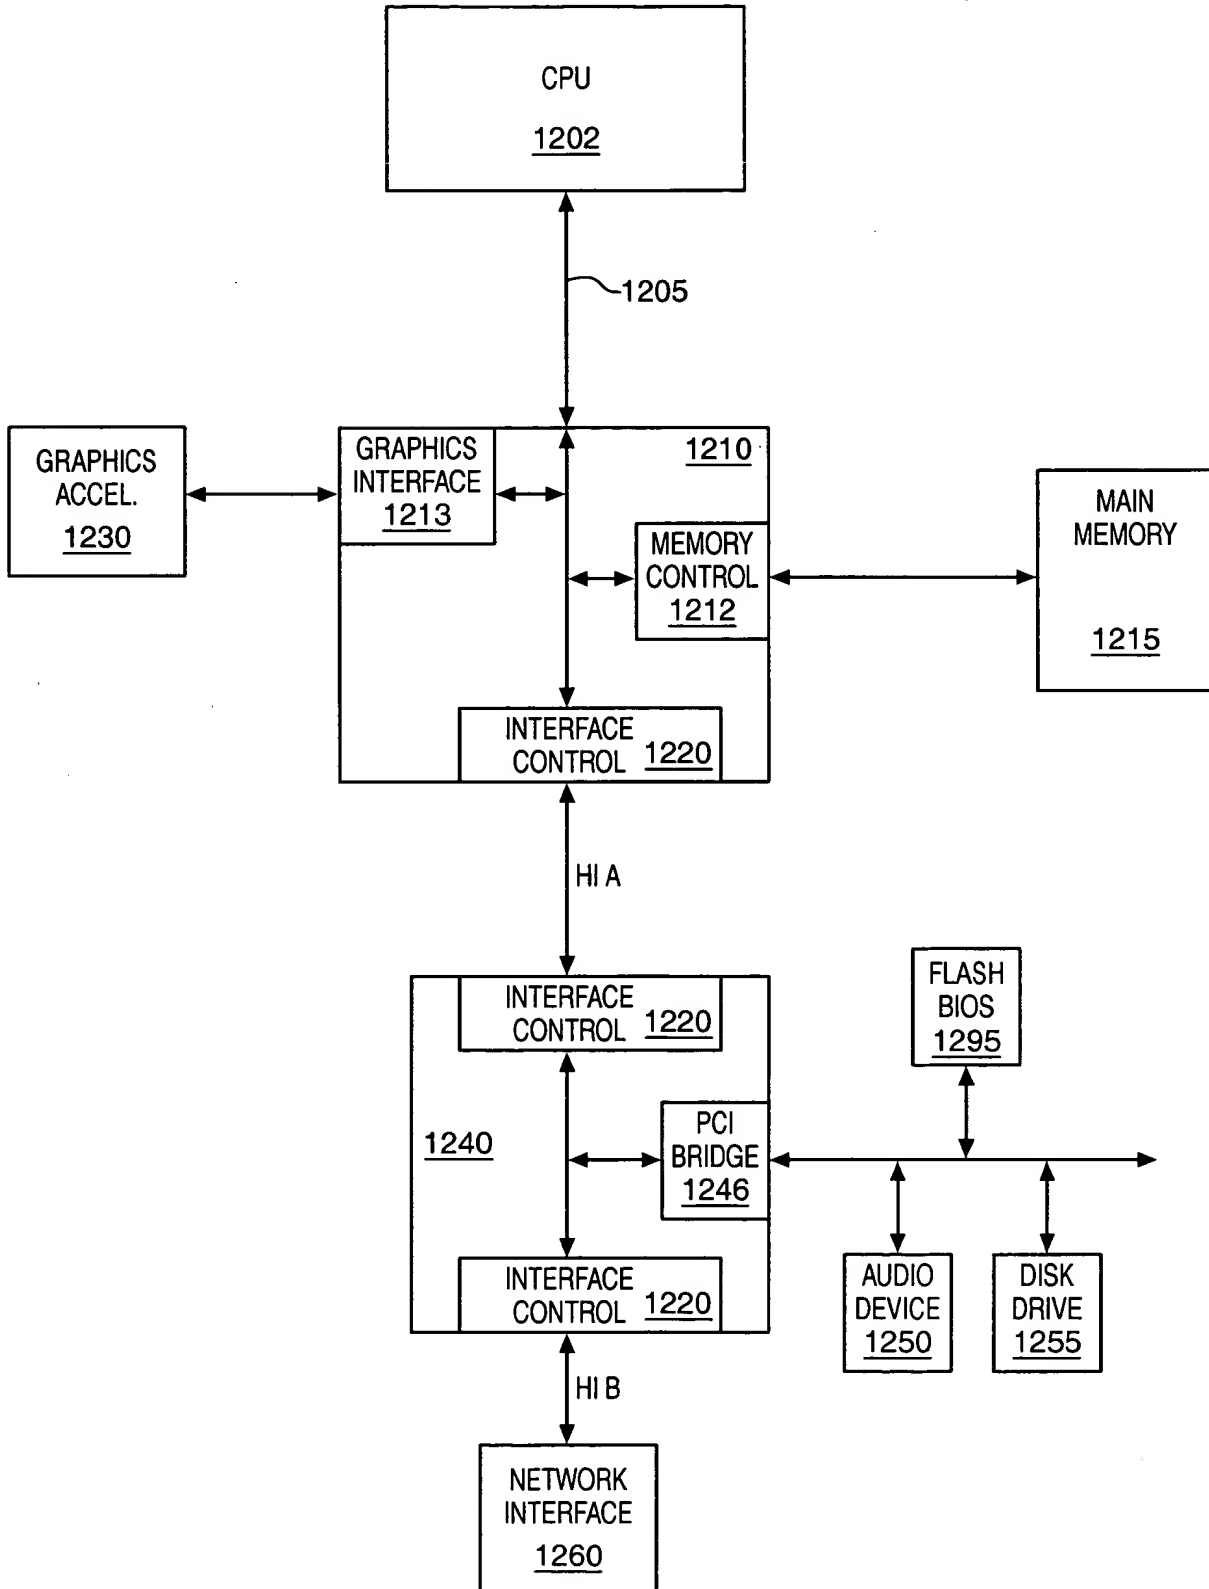 CPU
1202
1205
GRAPHICS
ACCEL.
1230
GRAPHICS
INTERFACE
1213
1210
MEMORY
CONTROL
1212
MAIN
MEMORY
1215
INTERFACE
CONTROL
1220
HI A
INTERFACE
CONTROL
1220
1240
PCI
BRIDGE
1246
FLASH
BIOS
1295
AUDIO
DEVICE
1250
DISK
DRIVE
1255
INTERFACE
CONTROL
1220
HI B
NETWORK
INTERFACE
1260